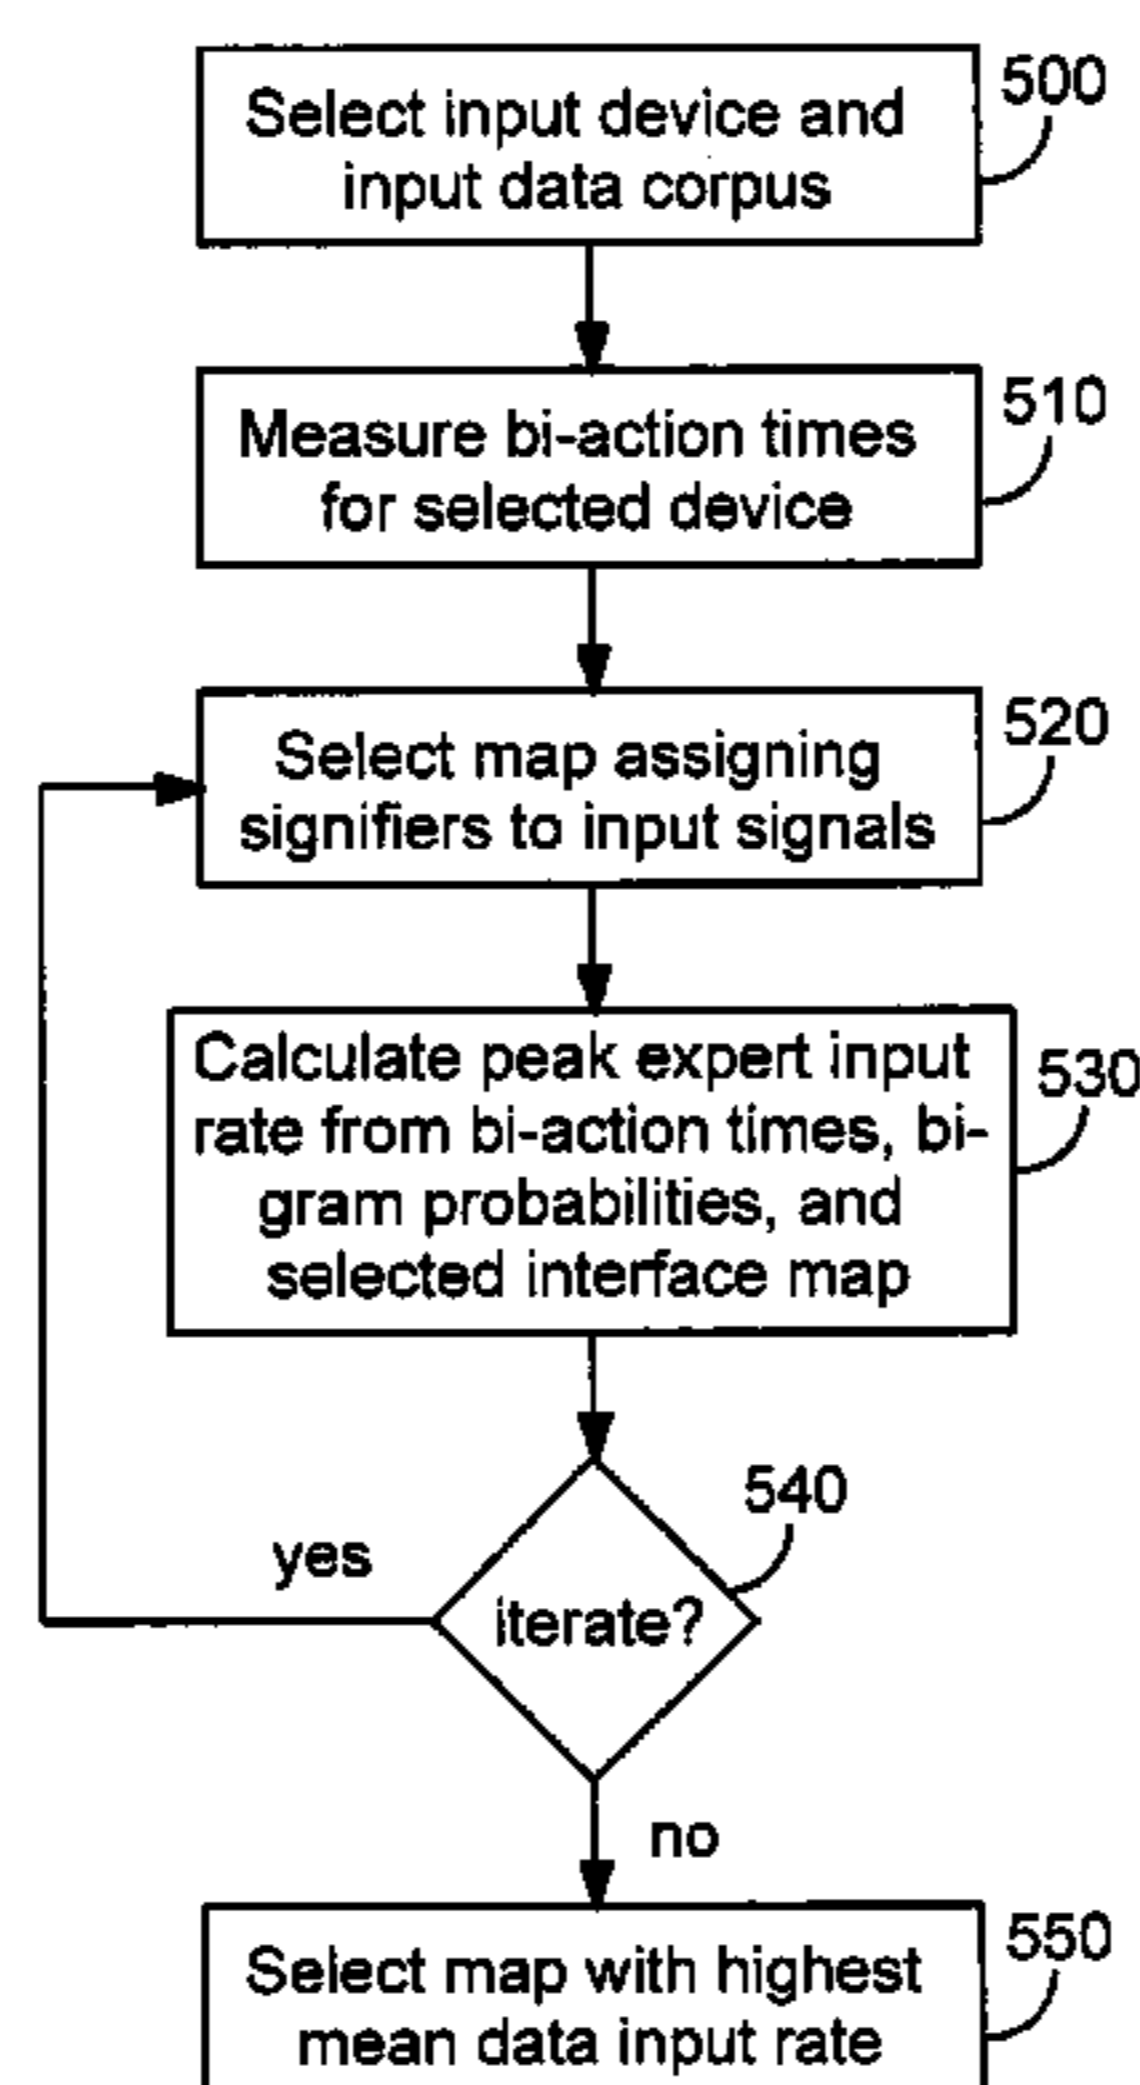 500
Select input device and
input data corpus
510
Measure bi-action times
for selected device
520
Select map assigning
signifiers to input signals
530
Calculate peak expert input
rate from bi-action times, bi-
gram probabilities, and
selected interface map
540
yes
iterate?
no
550
Select map with highest
mean data input rate